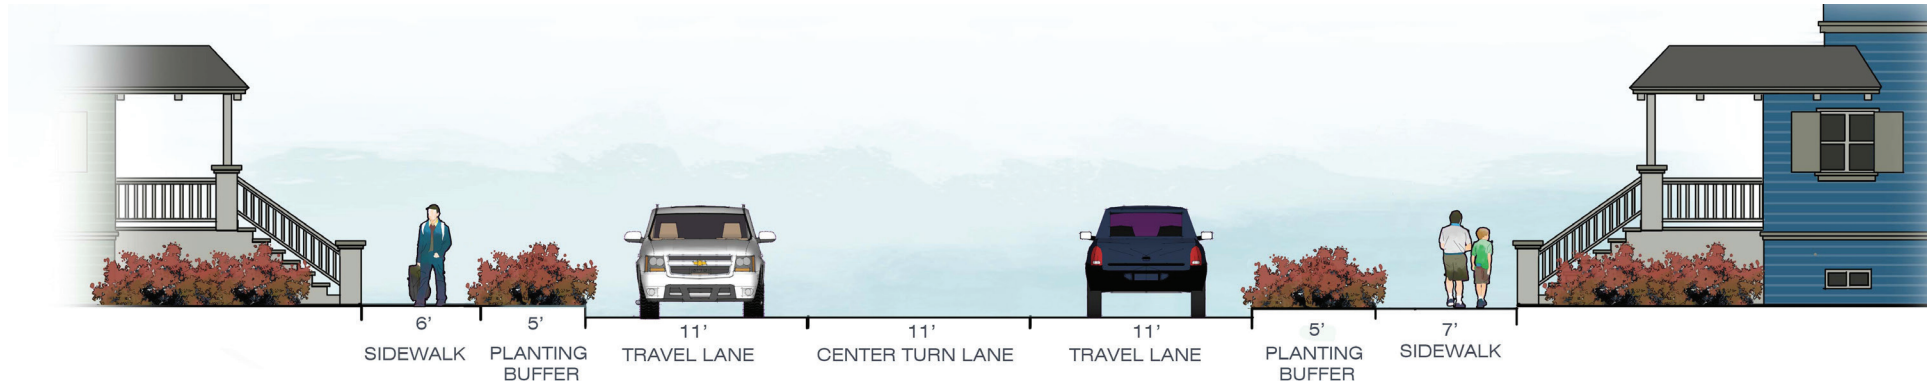 6’
SIDEWALK
5’
PLANTING
BUFFER
11’
TRAVEL LANE
11’
CENTER TURN LANE
11’
TRAVEL LANE
5’
PLANTING
BUFFER
7’
SIDEWALK